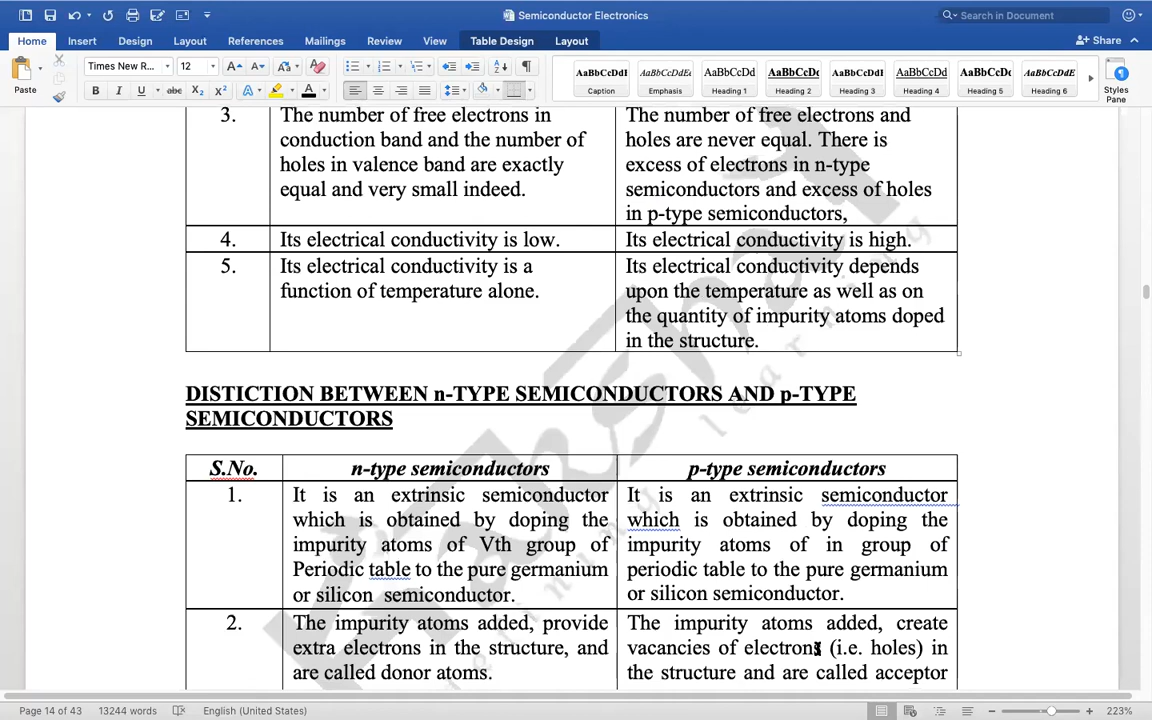 Semiconductor Electronics
Search in Document
Home Insert Design Layout References Mailings Review View Table Design Layout
Share
Paste
Times New R... 12
AaBbCcDdI AaBbCcDdEe AaBbCcDd AaBbCcDc AaBbCcDdI AaBbCcDd AaBbCcDc AaBbCcDdE
Caption Emphasis Heading 1 Heading 2 Heading 3 Heading 4 Heading 5 Heading 6
Styles
Pane
3. The number of free electrons in
conduction band and the number of
holes in valence band are exactly
equal and very small indeed.
The number of free electrons and
holes are never equal. There is
excess of electrons in n-type
semiconductors and excess of holes
in p-type semiconductors,
4. Its electrical conductivity is low.
Its electrical conductivity is high.
5. Its electrical conductivity is a
function of temperature alone.
Its electrical conductivity depends
upon the temperature as well as on
the quantity of impurity atoms doped
in the structure.
DISTICTION BETWEEN n-TYPE SEMICONDUCTORS AND p-TYPE
SEMICONDUCTORS
S.No. n-type semiconductors p-type semiconductors
1. It is an extrinsic semiconductor
which is obtained by doping the
impurity atoms of Vth group of
Periodic table to the pure germanium
or silicon semiconductor.
It is an extrinsic semiconductor
which is obtained by doping the
impurity atoms of in group of
periodic table to the pure germanium
or silicon semiconductor.
2. The impurity atoms added, provide
extra electrons in the structure, and
are called donor atoms.
The impurity atoms added, create
vacancies of electrons (i.e. holes) in
the structure and are called acceptor
Page 14 of 43 13244 words English (United States) 223%